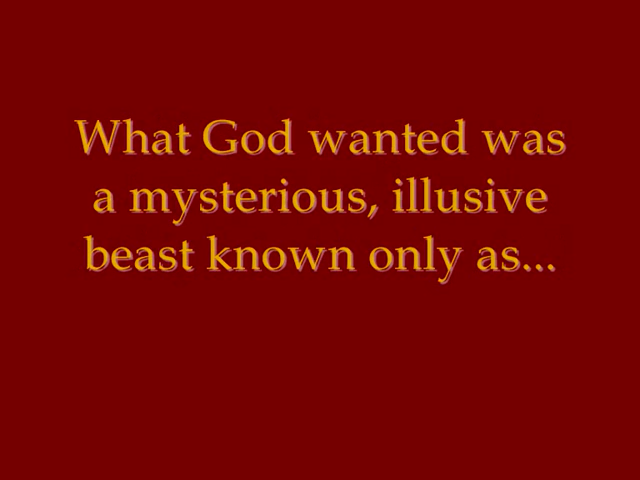 What God wanted was
a mysterious, illusive
beast known only as...